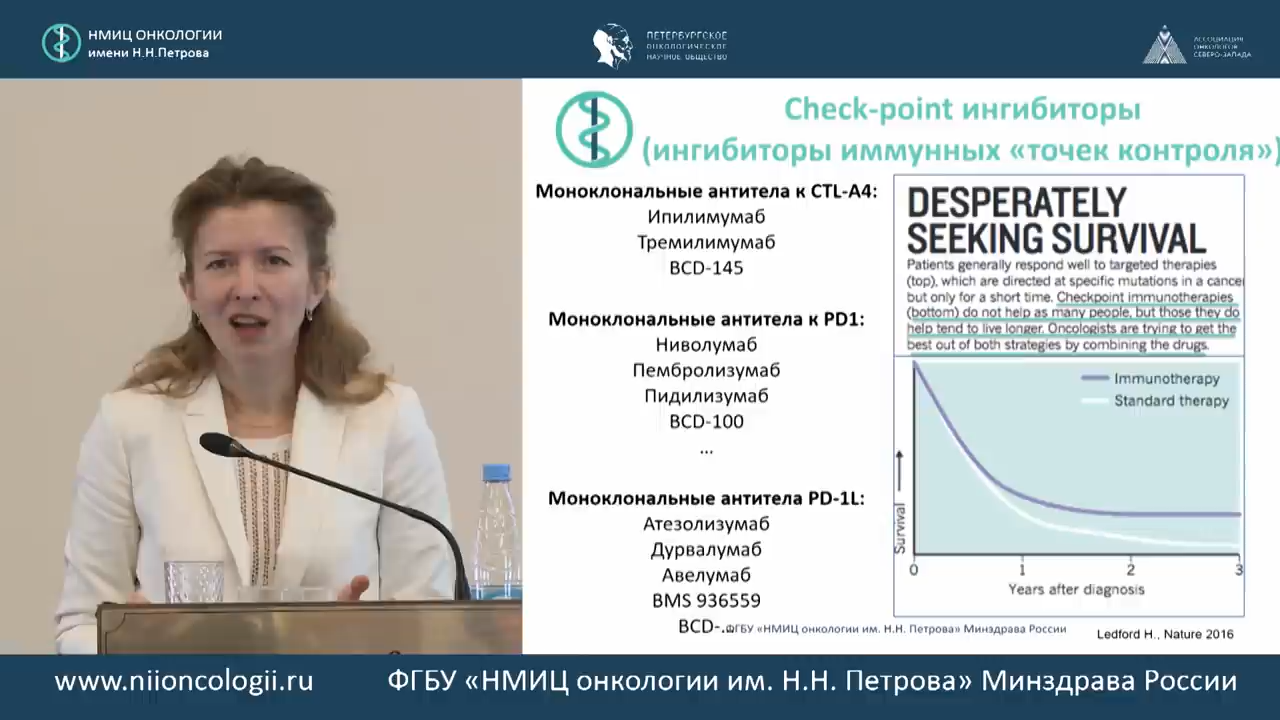 НМИЦ ОНКОЛОГИИ
имени Н.Н.Петрова
ПЕТЕРБУРГСКОЕ
ОНКОЛОГИЧЕСКОЕ
НАУЧНОЕ ОБЩЕСТВО
АССОЦИАЦИЯ
ОНКОЛОГОВ
СЕВЕРО-ЗАПАДА
Check-point ингибиторы
(ингибиторы иммунных «точек контроля»)
Моноклональные антитела к CTL-A4:
Ипилимумаб
Тремилимумаб
BCD-145
Моноклональные антитела к PD1:
Ниволумаб
Пембролизумаб
Пидилизумаб
BCD-100
...
Моноклональные антитела PD-1L:
Атезолизумаб
Дурвалумаб
Авелумаб
BMS 936559
BCD-..
ФГБУ «НМИЦ онкологии им. Н.Н. Петрова» Минздрава России
DESPERATELY
SEEKING SURVIVAL
Patients generally respond well to targeted therapies
(top), which are directed at specific mutations in a cancer
but only for a short time. Checkpoint immunotherapies
(bottom) do not help as many people, but those they do
help tend to live longer. Oncologists are trying to get the
best out of both strategies by combining the drugs.
Immunotherapy
Standard therapy
Survival
0 1 2 3
Years after diagnosis
Ledford H., Nature 2016
www.niioncologii.ru
ФГБУ «НМИЦ онкологии им. Н.Н. Петрова» Минздрава России